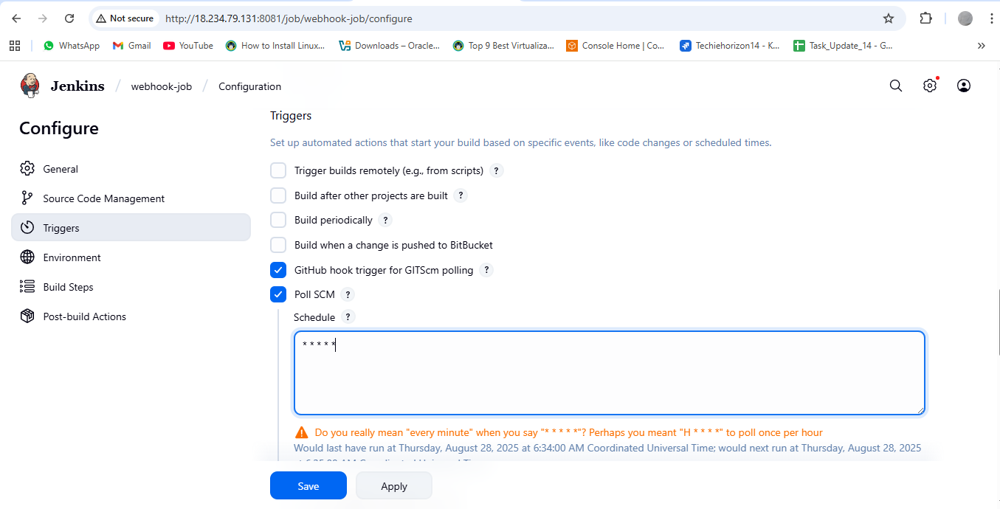 Not secure http://18.234.79.131:8081/job/webhook-job/configure
WhatsApp Gmail YouTube How to Install Linux... Downloads – Oracle... Top 9 Best Virtualiza... Console Home | Co... Techiehorizon14 - K... Task_Update_14 - G... »
Jenkins / webhook-job / Configuration
Configure
General
Source Code Management
Triggers
Environment
Build Steps
Post-build Actions
Triggers
Set up automated actions that start your build based on specific events, like code changes or scheduled times.
Trigger builds remotely (e.g., from scripts) ?
Build after other projects are built ?
Build periodically ?
Build when a change is pushed to BitBucket
GitHub hook trigger for GITScm polling ?
Poll SCM ?
Schedule ?
* * * * *
Do you really mean "every minute" when you say "* * * * *"? Perhaps you meant "H * * * *" to poll once per hour
Would last have run at Thursday, August 28, 2025 at 6:34:00 AM Coordinated Universal Time; would next run at Thursday, August 28, 2025
at 6:35:00 AM Coordinated Universal Time
Save Apply